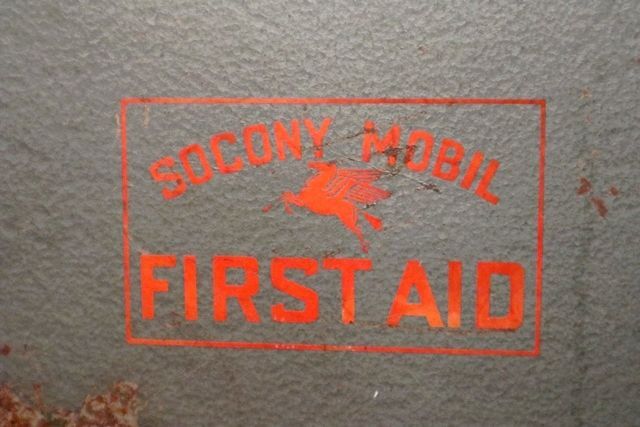 SOCONY MOBIL
FIRST AID